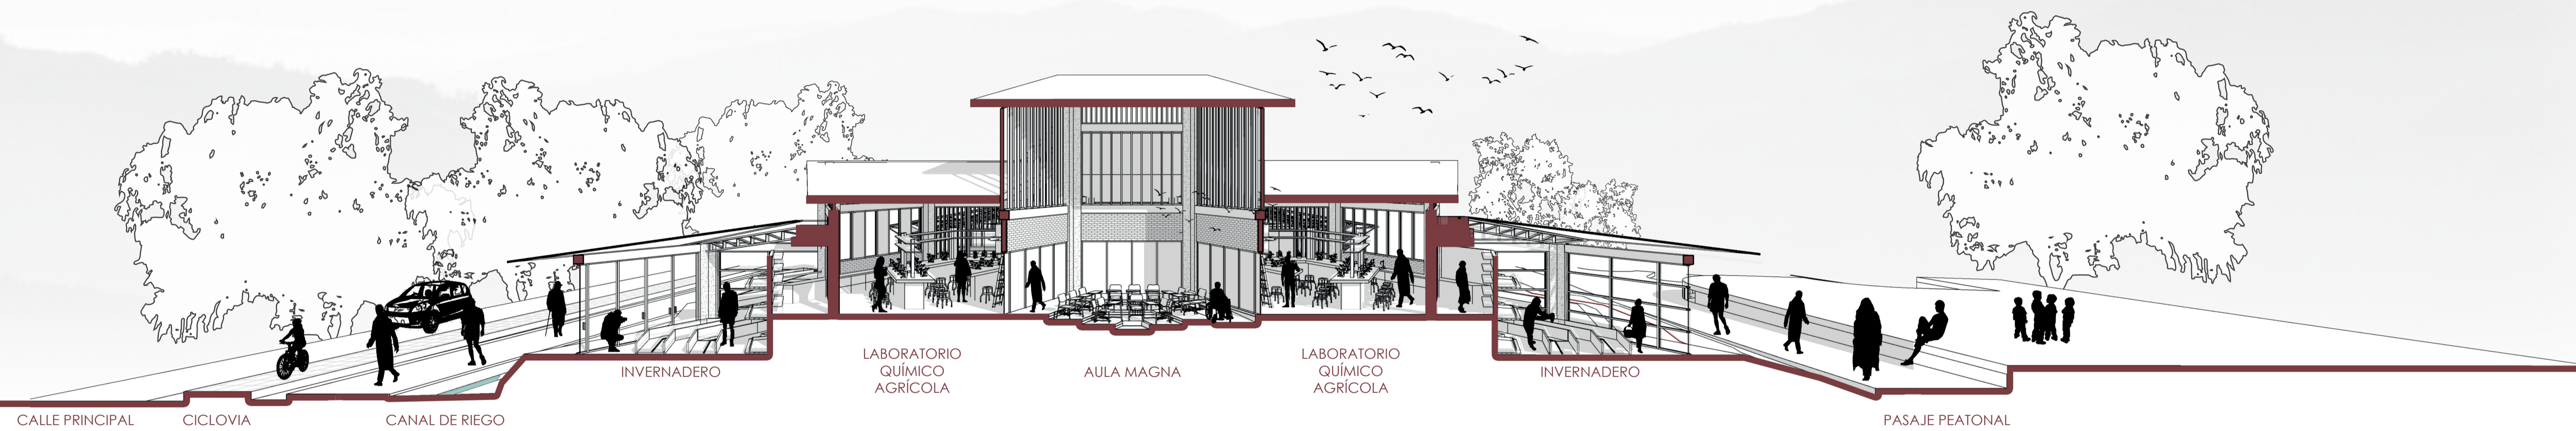 LABORATORIO
QUÍMICO
AGRÍCOLA
LABORATORIO
QUÍMICO
AGRÍCOLA
INVERNADERO
AULA MAGNA
INVERNADERO
CALLE PRINCIPAL
CICLOVIA
CANAL DE RIEGO
PASAJE PEATONAL